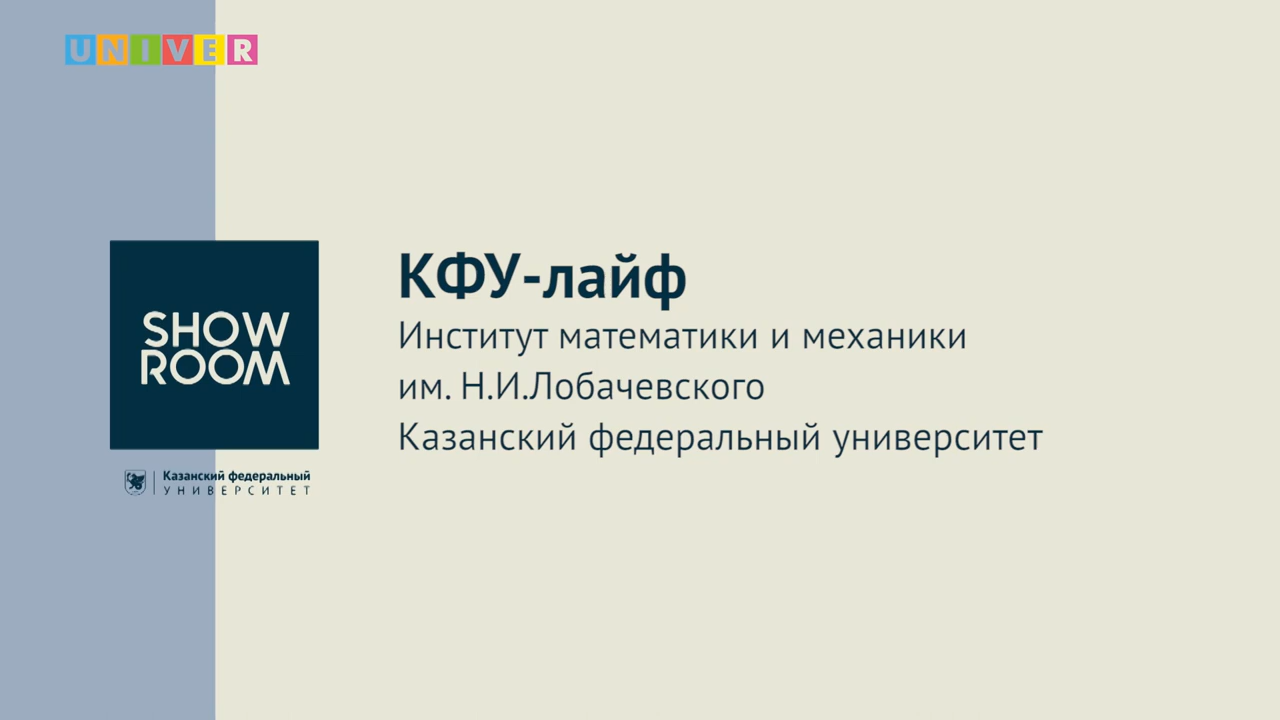 UNIVER
SHOW
ROOM
Казанский федеральный
УНИВЕРСИТЕТ
КФУ-лайф
Институт математики и механики
им. Н.И.Лобачевского
Казанский федеральный университет